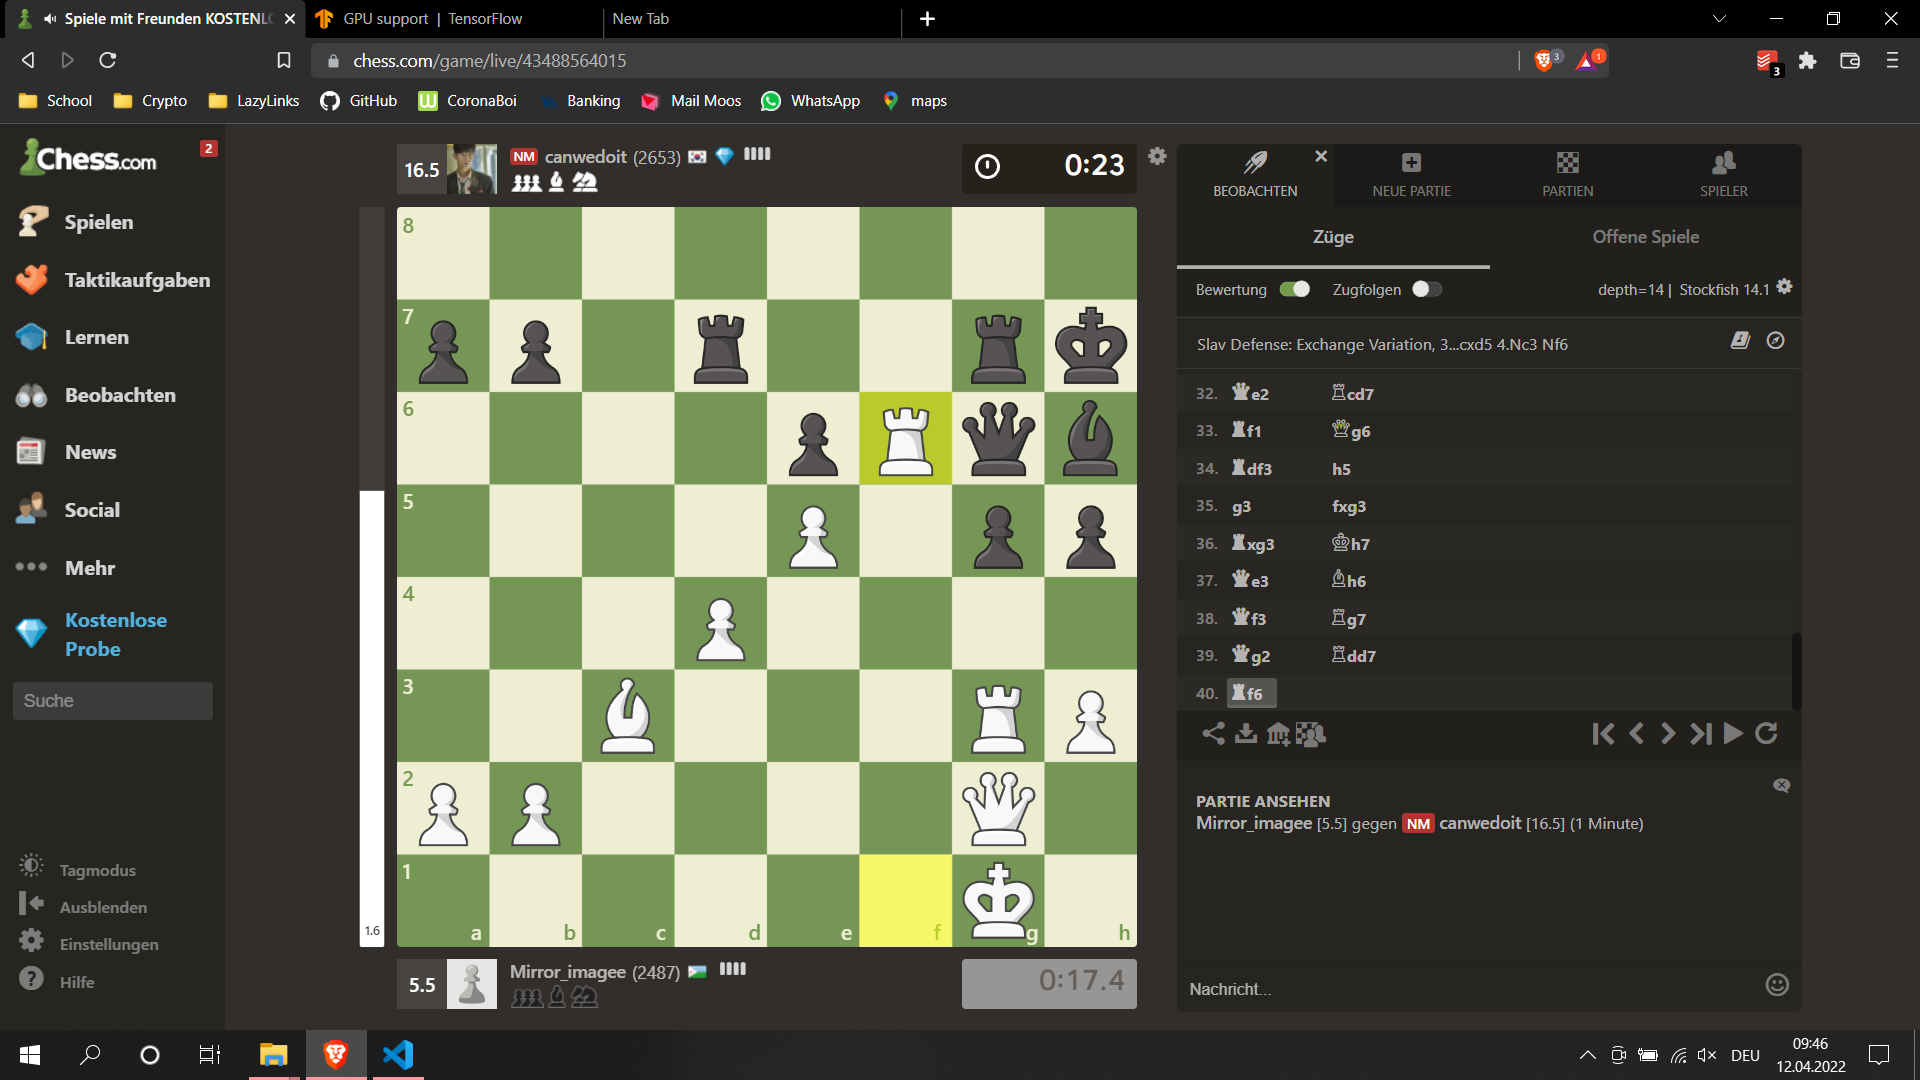 Spiele mit Freunden KOSTENLO
GPU support | TensorFlow
New Tab
chess.com/game/live/43488564015
3
1
3
School
Crypto
LazyLinks
GitHub
CoronaBoi
Banking
Mail Moos
WhatsApp
maps
Chess.com
2
Spielen
Taktikaufgaben
Lernen
Beobachten
News
Social
Mehr
Kostenlose
Probe
Suche
Tagmodus
Ausblenden
Einstellungen
Hilfe
16.5
NM canwedoit (2653)
0:23
8
7
6
5
4
3
2
1
a b c d e f g h
1.6
5.5
Mirror_imagee (2487)
0:17.4
BEOBACHTEN
NEUE PARTIE
PARTIEN
SPIELER
Züge
Offene Spiele
Bewertung
Zugfolgen
depth=14 | Stockfish 14.1
Slav Defense: Exchange Variation, 3...cxd5 4.Nc3 Nf6
32. e2 cd7
33. f1 g6
34. df3 h5
35. g3 fxg3
36. xg3 h7
37. e3 h6
38. f3 g7
39. g2 dd7
40. f6
PARTIE ANSEHEN
Mirror_imagee [5.5] gegen NM canwedoit [16.5] (1 Minute)
Nachricht...
DEU
09:46
12.04.2022